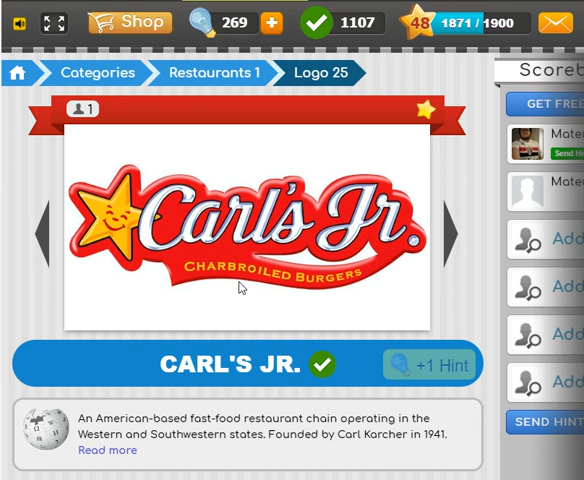 Shop
269
1107
48
1871 / 1900
Categories
Restaurants 1
Logo 25
Scoreb
1
GET FREE
Mate
Send Hi
Mate
Carl's Jr.
CHARBROILED BURGERS
Add
Add
Add
Add
CARL'S JR.
+1 Hint
SEND HINT
An American-based fast-food restaurant chain operating in the
Western and Southwestern states. Founded by Carl Karcher in 1941.
Read more